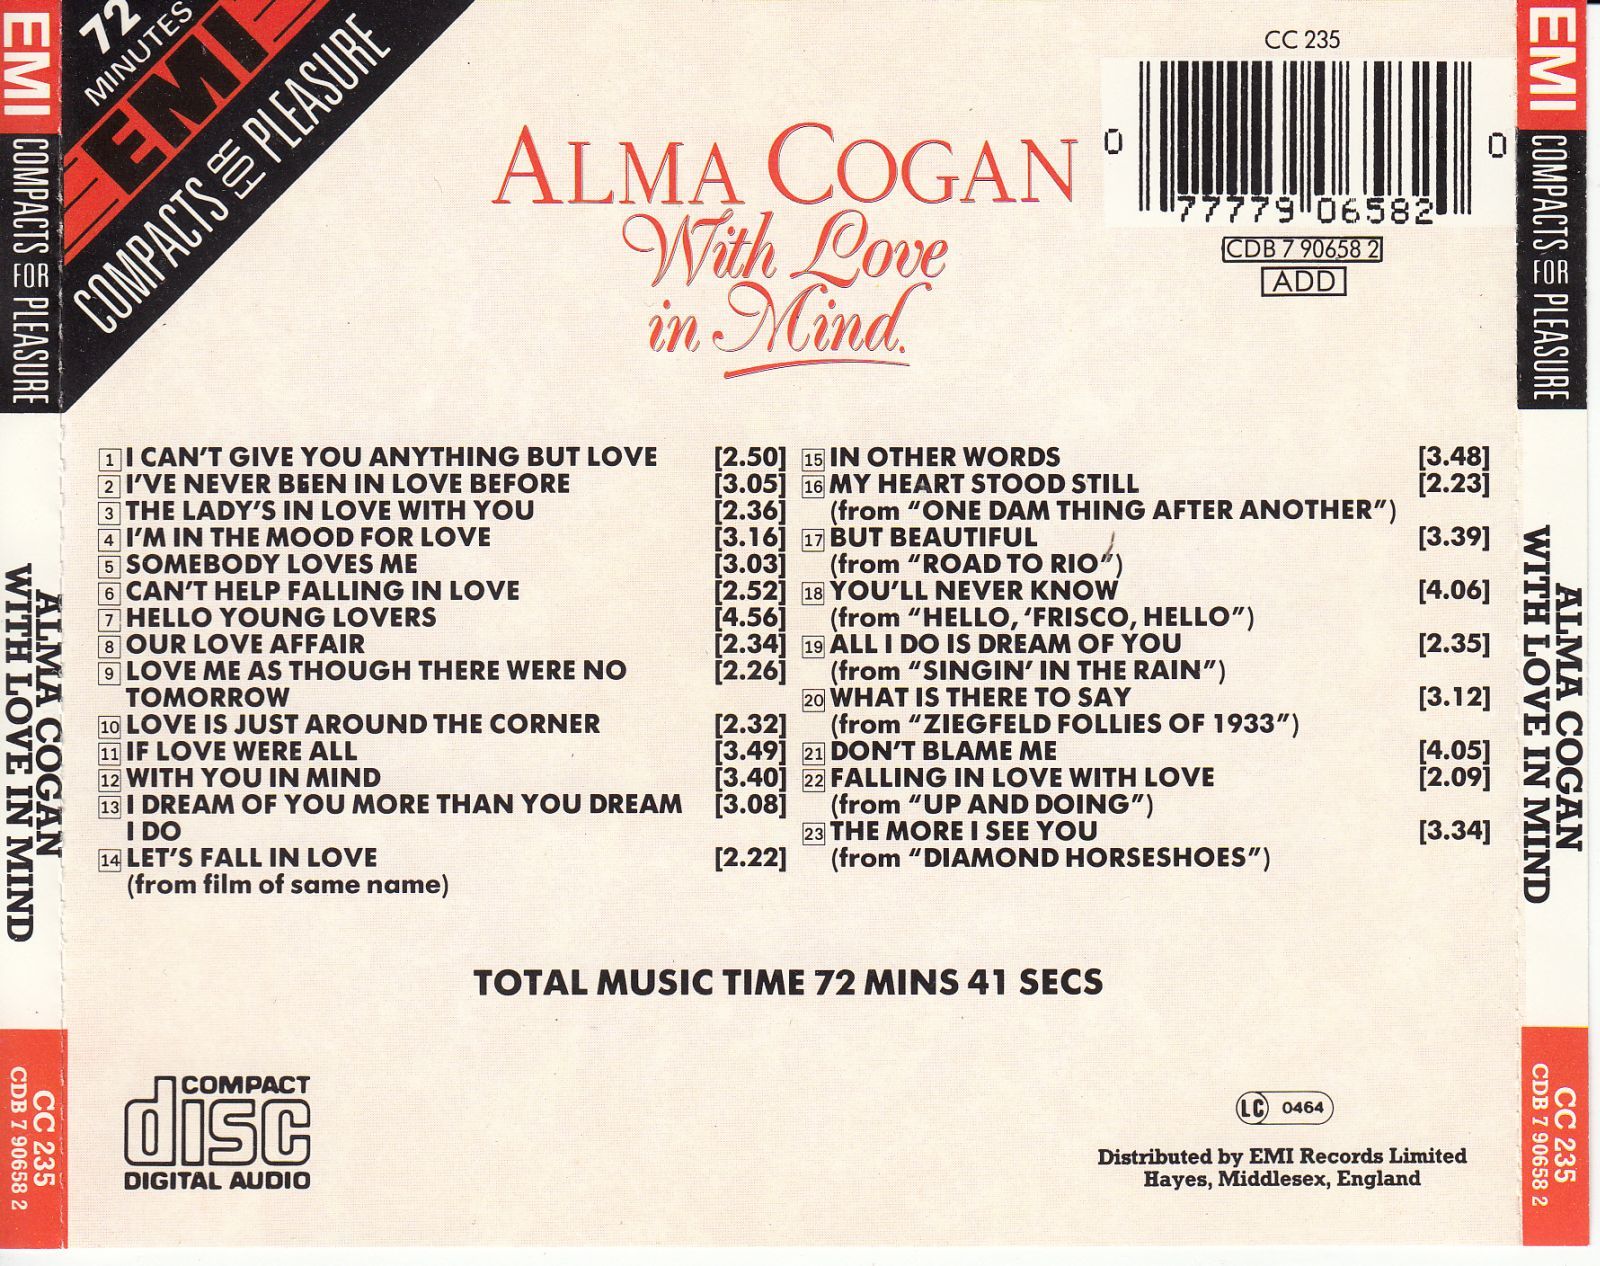 EMI COMPACTS FOR PLEASURE
ALMA COGAN
WITH LOVE IN MIND
CC 235
CDB 7 90658 2
72
MINUTES
EMI
COMPACTS FOR PLEASURE
ALMA COGAN
With Love
in Mind.
CC 235
0 77779 06582 0
CDB 7 90658 2
ADD
1 I CAN'T GIVE YOU ANYTHING BUT LOVE [2.50]
2 I'VE NEVER BEEN IN LOVE BEFORE [3.05]
3 THE LADY'S IN LOVE WITH YOU [2.36]
4 I'M IN THE MOOD FOR LOVE [3.16]
5 SOMEBODY LOVES ME [3.03]
6 CAN'T HELP FALLING IN LOVE [2.52]
7 HELLO YOUNG LOVERS [4.56]
8 OUR LOVE AFFAIR [2.34]
9 LOVE ME AS THOUGH THERE WERE NO [2.26]
TOMORROW
10 LOVE IS JUST AROUND THE CORNER [2.32]
11 IF LOVE WERE ALL [3.49]
12 WITH YOU IN MIND [3.40]
13 I DREAM OF YOU MORE THAN YOU DREAM [3.08]
I DO
14 LET'S FALL IN LOVE [2.22]
(from film of same name)
15 IN OTHER WORDS [3.48]
16 MY HEART STOOD STILL [2.23]
(from "ONE DAM THING AFTER ANOTHER")
17 BUT BEAUTIFUL [3.39]
(from "ROAD TO RIO")
18 YOU'LL NEVER KNOW [4.06]
(from "HELLO, 'FRISCO, HELLO")
19 ALL I DO IS DREAM OF YOU [2.35]
(from "SINGIN' IN THE RAIN")
20 WHAT IS THERE TO SAY [3.12]
(from "ZIEGFELD FOLLIES OF 1933")
21 DON'T BLAME ME [4.05]
22 FALLING IN LOVE WITH LOVE [2.09]
(from "UP AND DOING")
23 THE MORE I SEE YOU [3.34]
(from "DIAMOND HORSESHOES")
TOTAL MUSIC TIME 72 MINS 41 SECS
COMPACT
disc
DIGITAL AUDIO
LC 0464
Distributed by EMI Records Limited
Hayes, Middlesex, England
EMI COMPACTS FOR PLEASURE
ALMA COGAN
WITH LOVE IN MIND
CC 235
CDB 7 90658 2